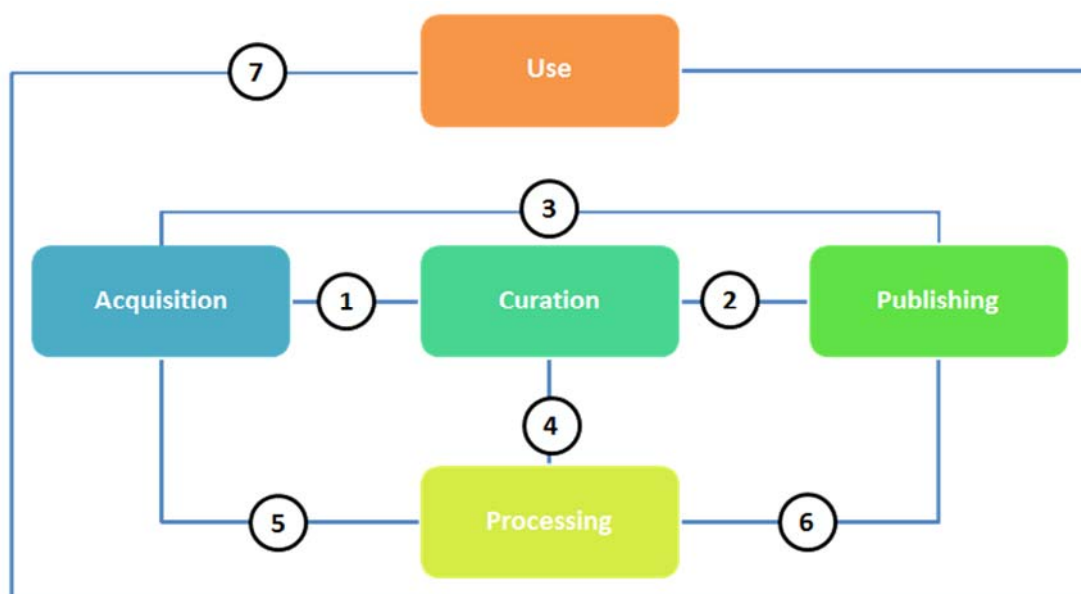 7
Use
3
Acquisition
1
Curation
2
Publishing
4
5
Processing
6